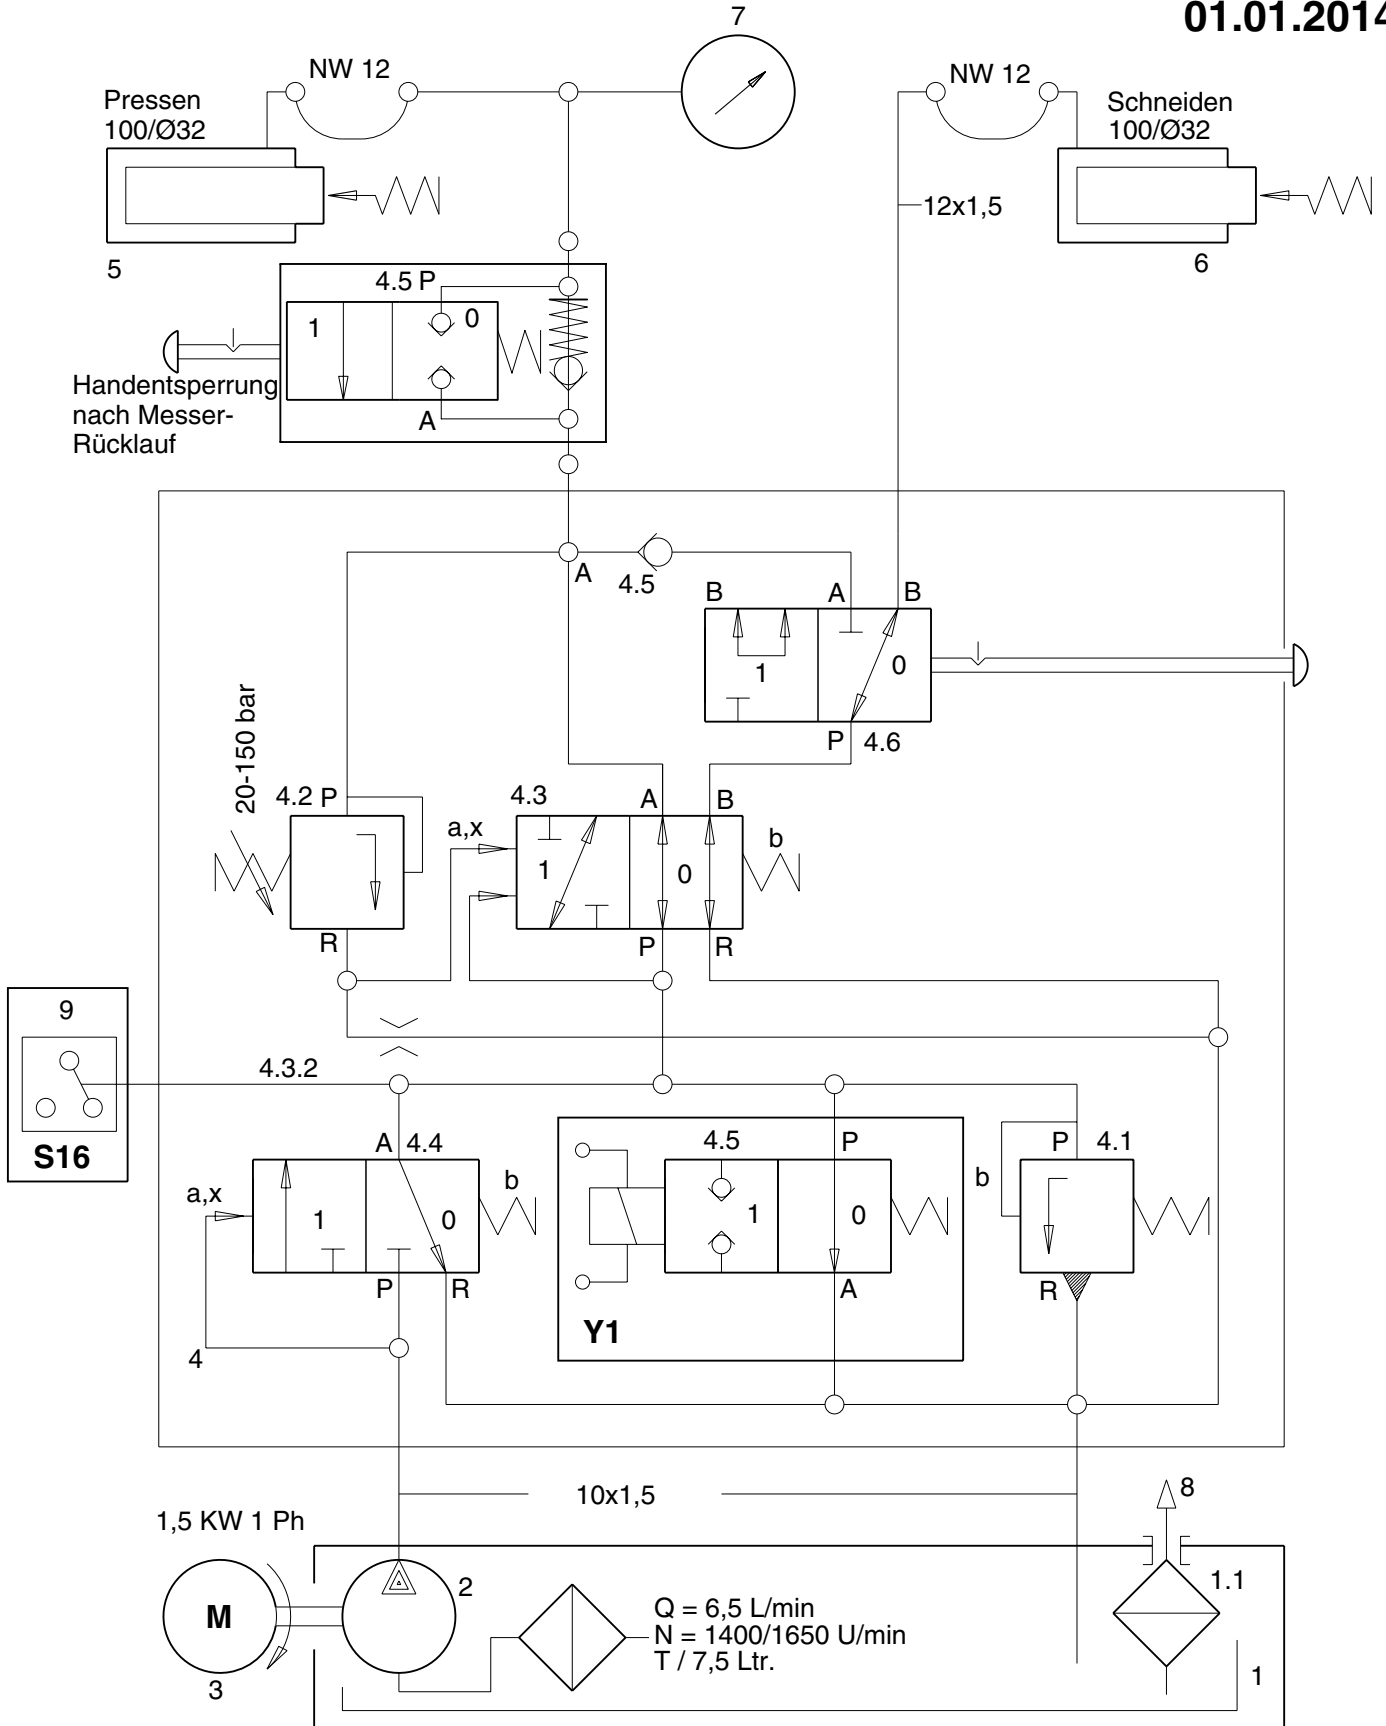 01.01.2014
7
NW 12
NW 12
Pressen
100/Ø32
Schneiden
100/Ø32
12x1,5
5
6
4.5 P
1
0
A
Handentsperrung
nach Messer-
Rücklauf
A
4.5
B
A
B
1
0
P
4.6
20-150 bar
4.2 P
R
4.3
A
B
a,x
1
0
b
P
R
9
S16
4.3.2
A 4.4
a,x
1
0
b
P
R
4
4.5
P
1
0
A
Y1
P
4.1
b
R
10x1,5
8
1,5 KW 1 Ph
M
3
2
Q = 6,5 L/min
N = 1400/1650 U/min
T / 7,5 Ltr.
1.1
1